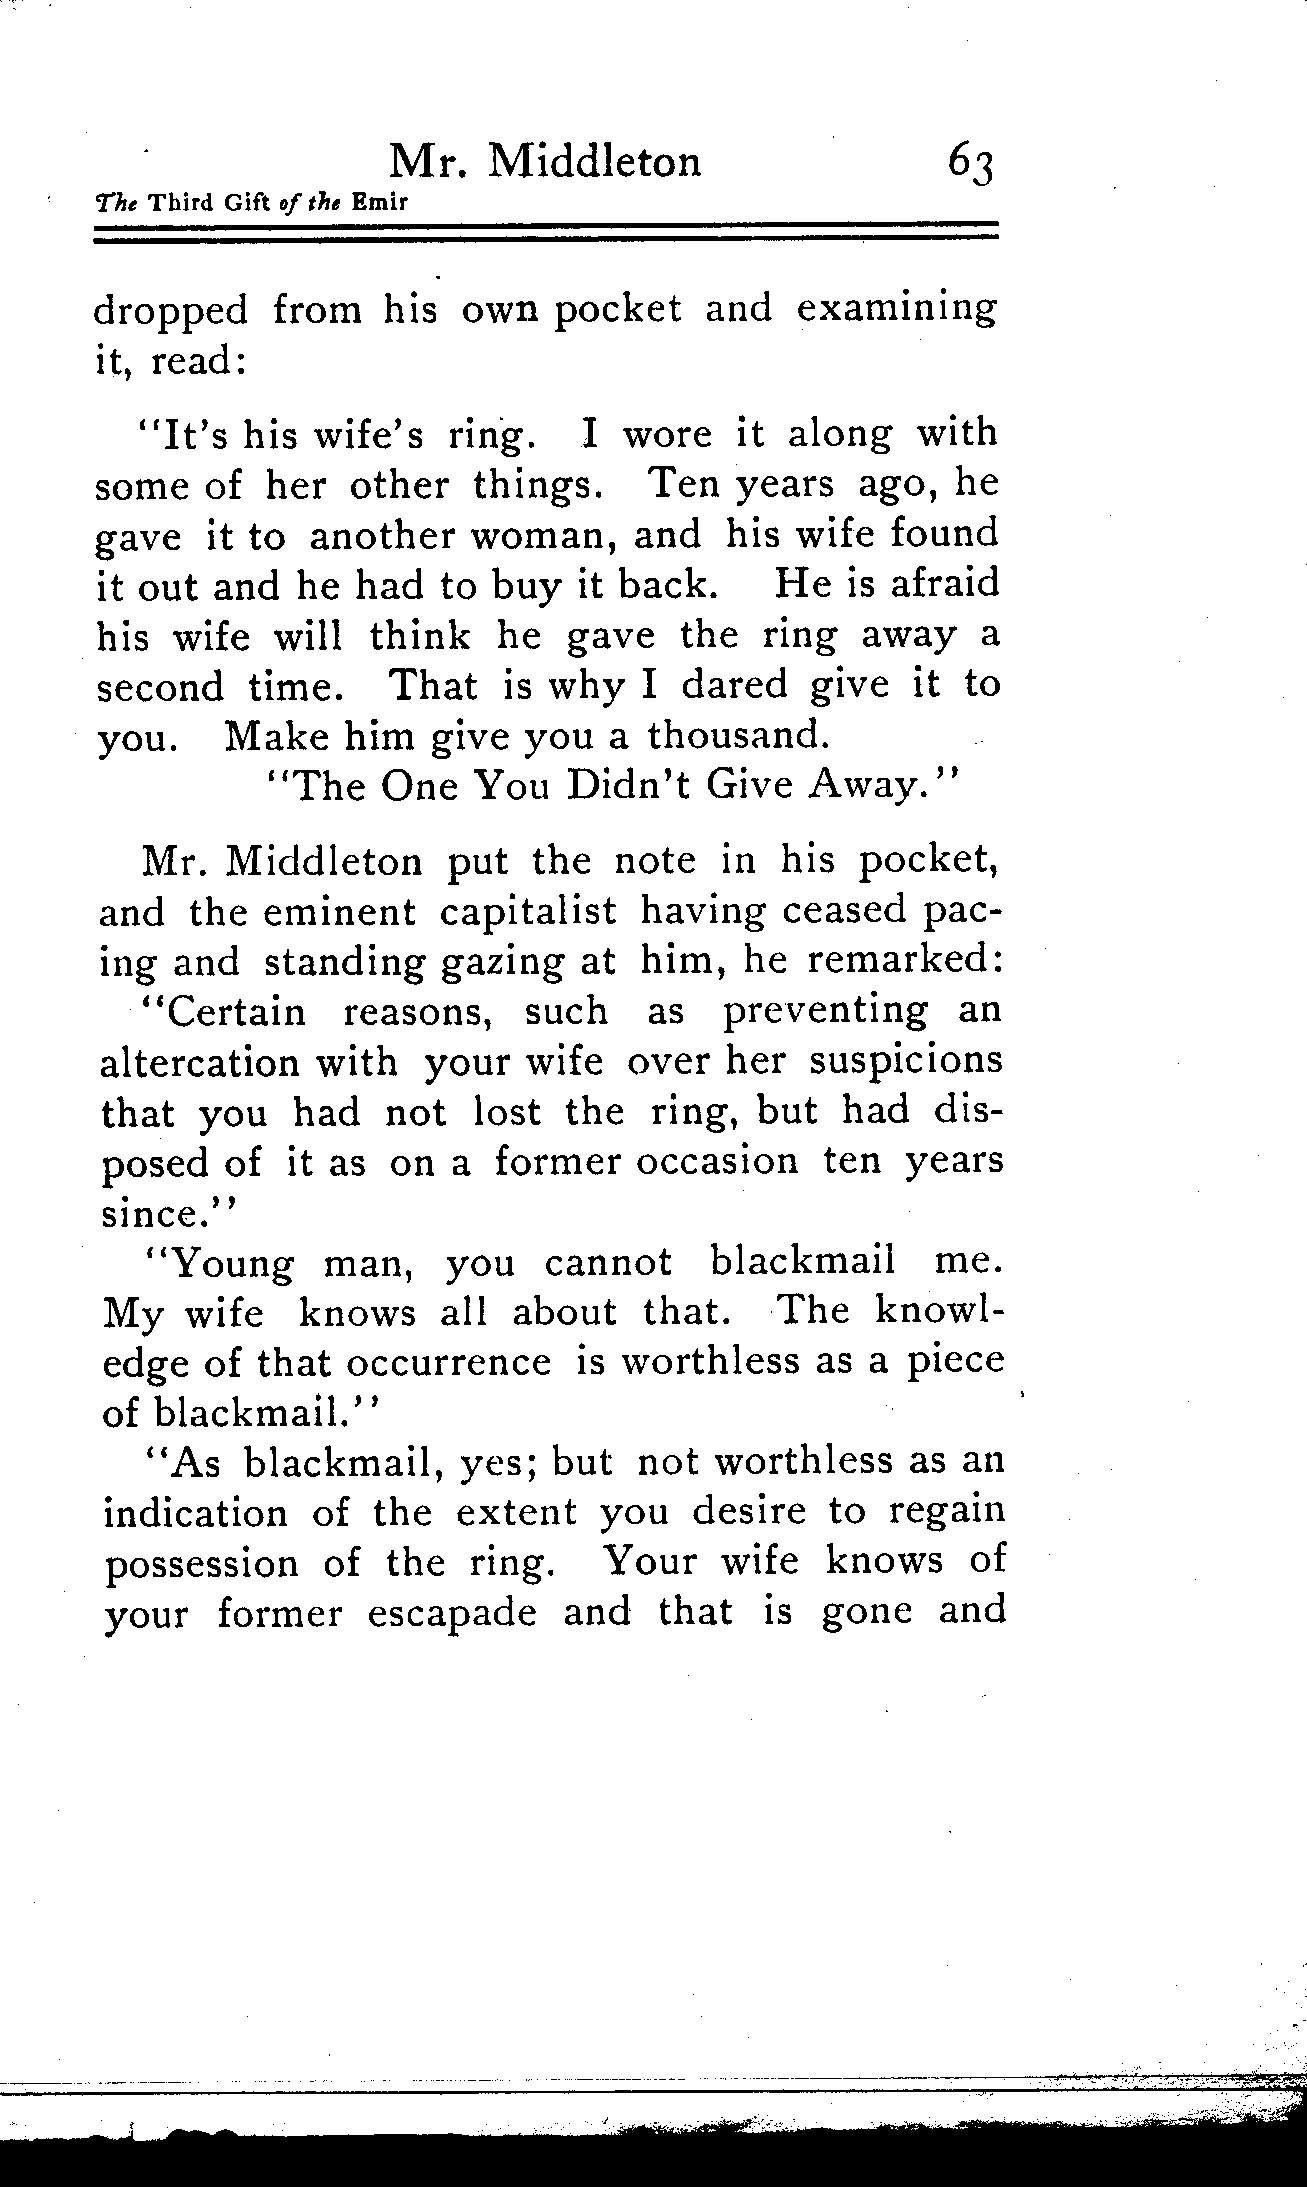 Mr. Middleton 63
The Third Gift of the Emir
dropped from his own pocket and examining
it, read:
"It's his wife's ring. I wore it along with
some of her other things. Ten years ago, he
gave it to another woman, and his wife found
it out and he had to buy it back. He is afraid
his wife will think he gave the ring away a
second time. That is why I dared give it to
you. Make him give you a thousand.
"The One You Didn't Give Away."
Mr. Middleton put the note in his pocket,
and the eminent capitalist having ceased pac-
ing and standing gazing at him, he remarked:
"Certain reasons, such as preventing an
altercation with your wife over her suspicions
that you had not lost the ring, but had dis-
posed of it as on a former occasion ten years
since."
"Young man, you cannot blackmail me.
My wife knows all about that. The knowl-
edge of that occurrence is worthless as a piece
of blackmail."
"As blackmail, yes; but not worthless as an
indication of the extent you desire to regain
possession of the ring. Your wife knows of
your former escapade and that is gone and